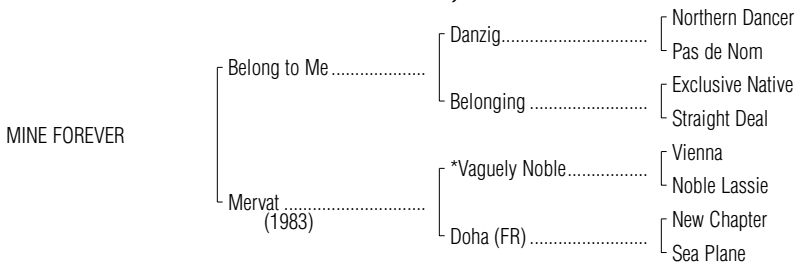 Northern Dancer
Danzig..............................
Pas de Nom
Belong to Me....................
Exclusive Native
Belonging ........................
Straight Deal
MINE FOREVER
Vienna
*Vaguely Noble.................
Noble Lassie
Mervat ..............................
(1983)
New Chapter
Doha (FR) .........................
Sea Plane